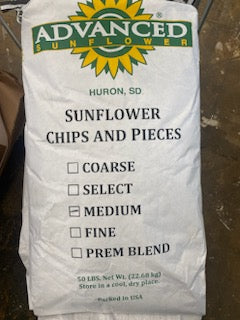 ADVANCED
SUNFLOWER
HURON, SD
SUNFLOWER
CHIPS AND PIECES
COARSE
SELECT
MEDIUM
FINE
PREM BLEND
50 LBS. Net Wt. (22.68 kg)
Store in a cool, dry place.
Packed in USA